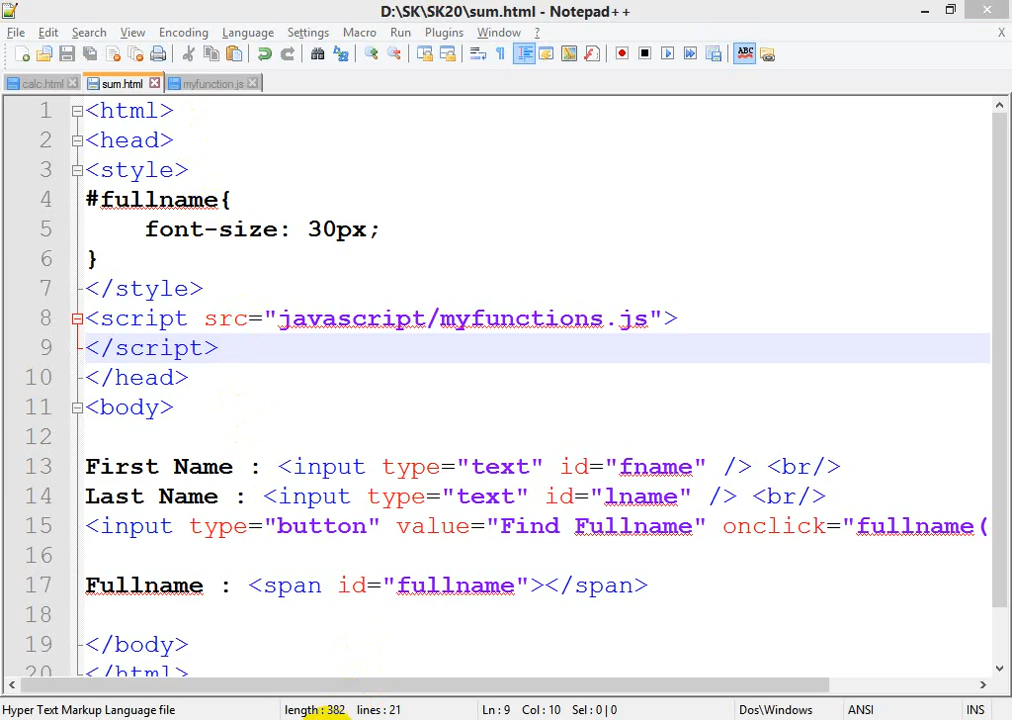 D:\SK\SK20\sum.html - Notepad++
File Edit Search View Encoding Language Settings Macro Run Plugins Window ? X
ABC
calc.html sum.html myfunction.js
1 <html>
2 <head>
3 <style>
4 #fullname{
5 font-size: 30px;
6 }
7 </style>
8 <script src="javascript/myfunctions.js">
9 </script>
10 </head>
11 <body>
12
13 First Name : <input type="text" id="fname" /> <br/>
14 Last Name : <input type="text" id="lname" /> <br/>
15 <input type="button" value="Find Fullname" onclick="fullname(
16
17 Fullname : <span id="fullname"></span>
18
19 </body>
20 </html>
Hyper Text Markup Language file length : 382 lines : 21 Ln : 9 Col : 10 Sel : 0 | 0 Dos\Windows ANSI INS